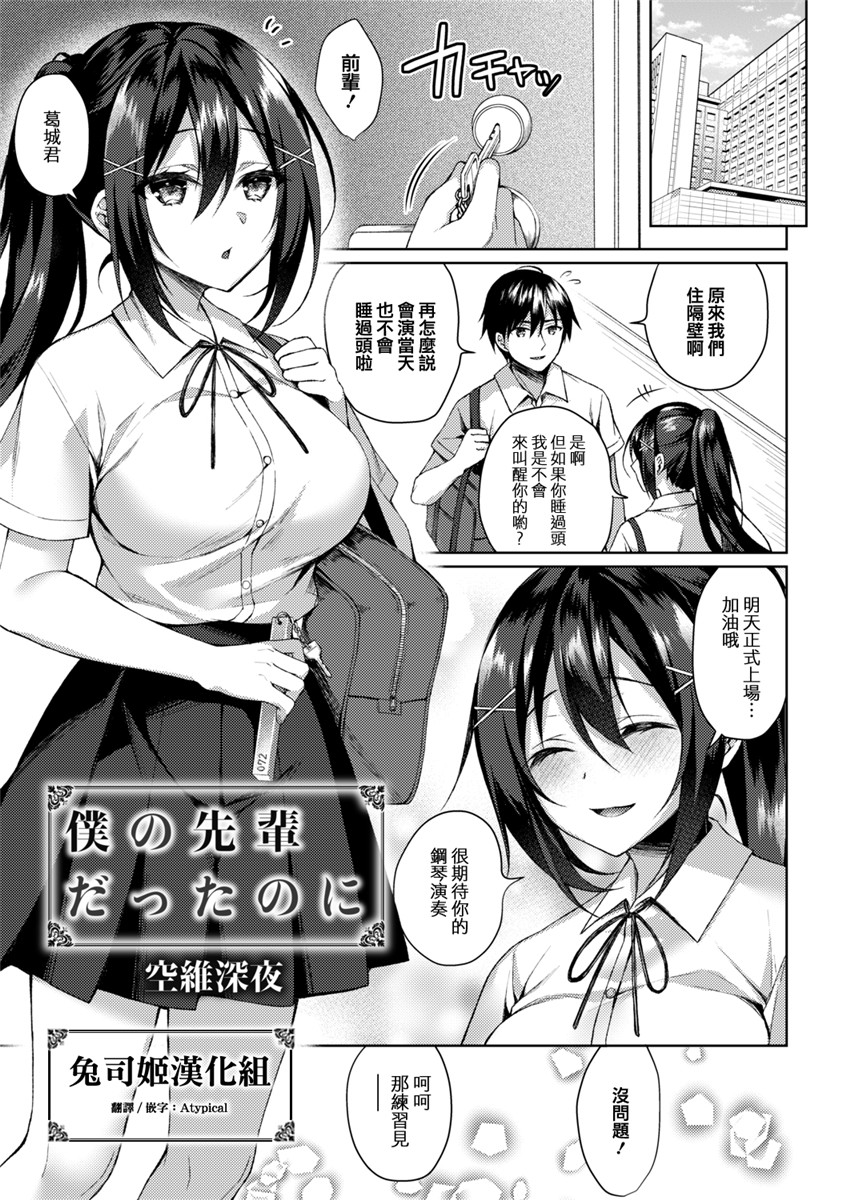 ガチャッ
前輩！
葛城君
原來我們
住隔壁啊
再怎麼說
會演當天
也不會
睡過頭啦
是啊
但如果你睡過頭
我是不會
來叫醒你的喲？
明天正式上場…
加油哦
很期待你的
鋼琴演奏
072
僕の先輩
だったのに
空維深夜
兔司姬漢化組
翻譯/嵌字：Atypical
沒問題！
呵呵
那練習見
——